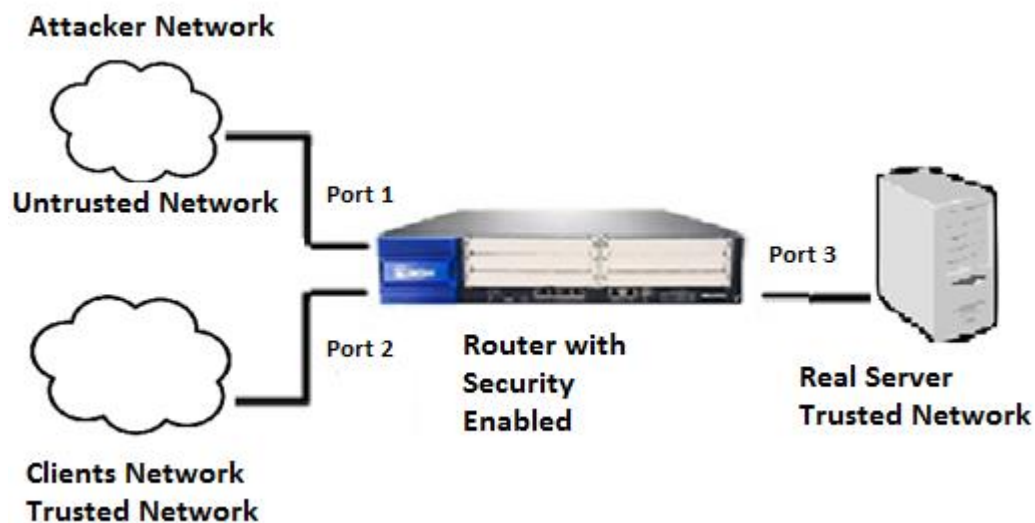 Attacker Network
Untrusted Network
Port 1
Port 2
Port 3
Router with
Security
Enabled
Real Server
Trusted Network
Clients Network
Trusted Network